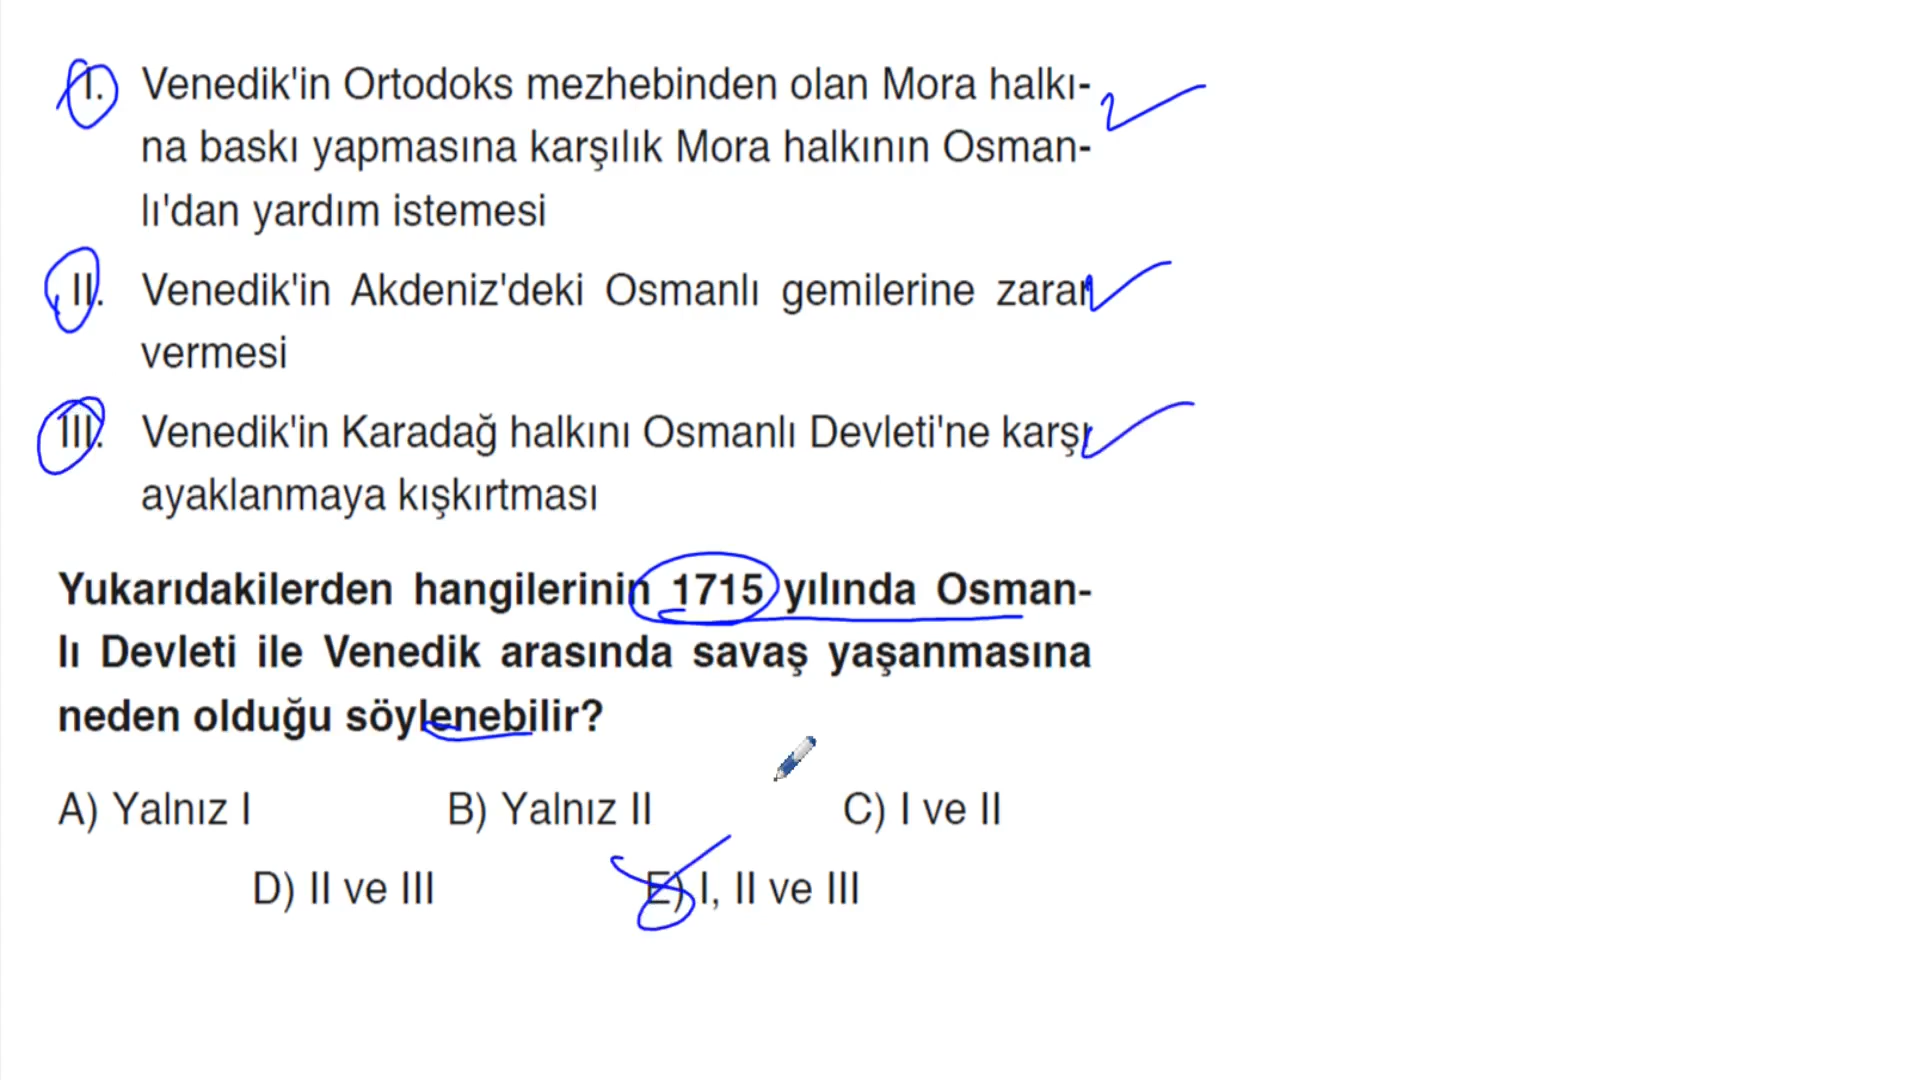 I. Venedik'in Ortodoks mezhebinden olan Mora halkı-
na baskı yapmasına karşılık Mora halkının Osman-
lı'dan yardım istemesi
II. Venedik'in Akdeniz'deki Osmanlı gemilerine zarar
vermesi
III. Venedik'in Karadağ halkını Osmanlı Devleti'ne karşı
ayaklanmaya kışkırtması
Yukarıdakilerden hangilerinin 1715 yılında Osman-
lı Devleti ile Venedik arasında savaş yaşanmasına
neden olduğu söylenebilir?
A) Yalnız I B) Yalnız II C) I ve II
D) II ve III E) I, II ve III